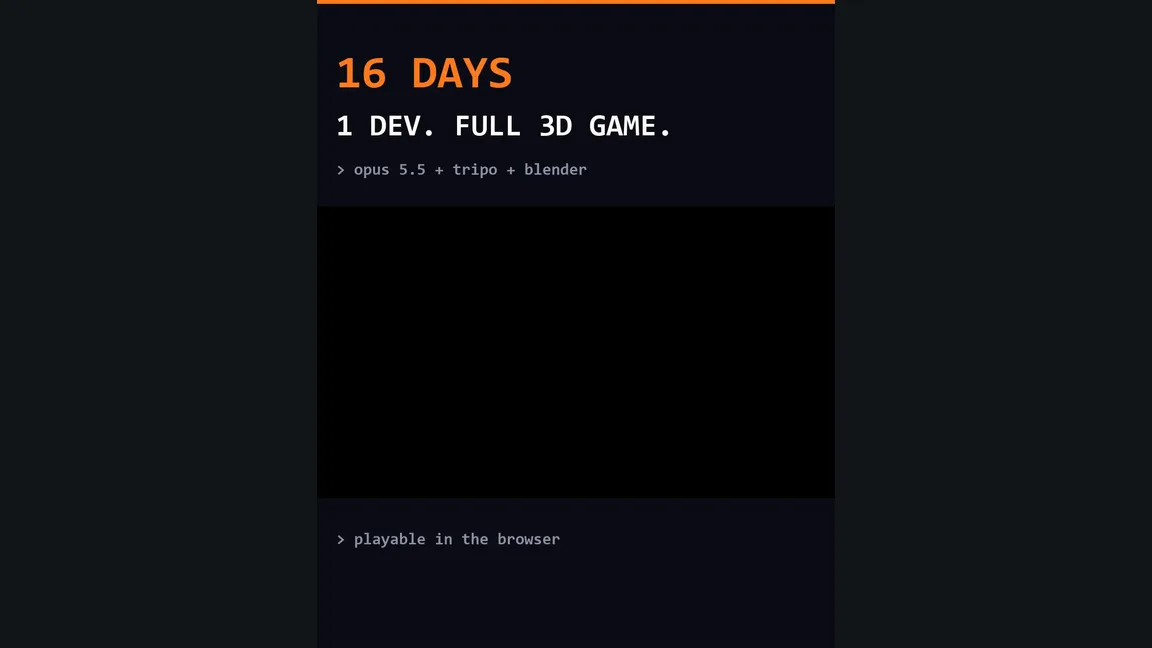 16 DAYS
1 DEV. FULL 3D GAME.
> opus 5.5 + tripo + blender
> playable in the browser